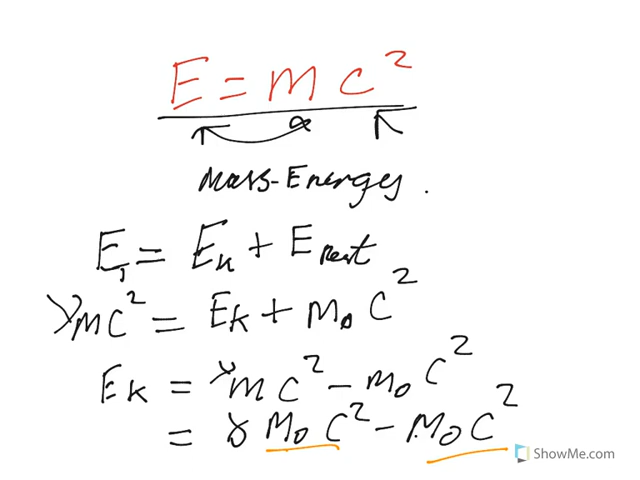 E = mc²
Mass-Energy.
E_T = E_K + E_Rest
γmc² = E_K + M₀C²
E_K = γmc² - M₀C²
= γM₀C² - M₀C²
ShowMe.com